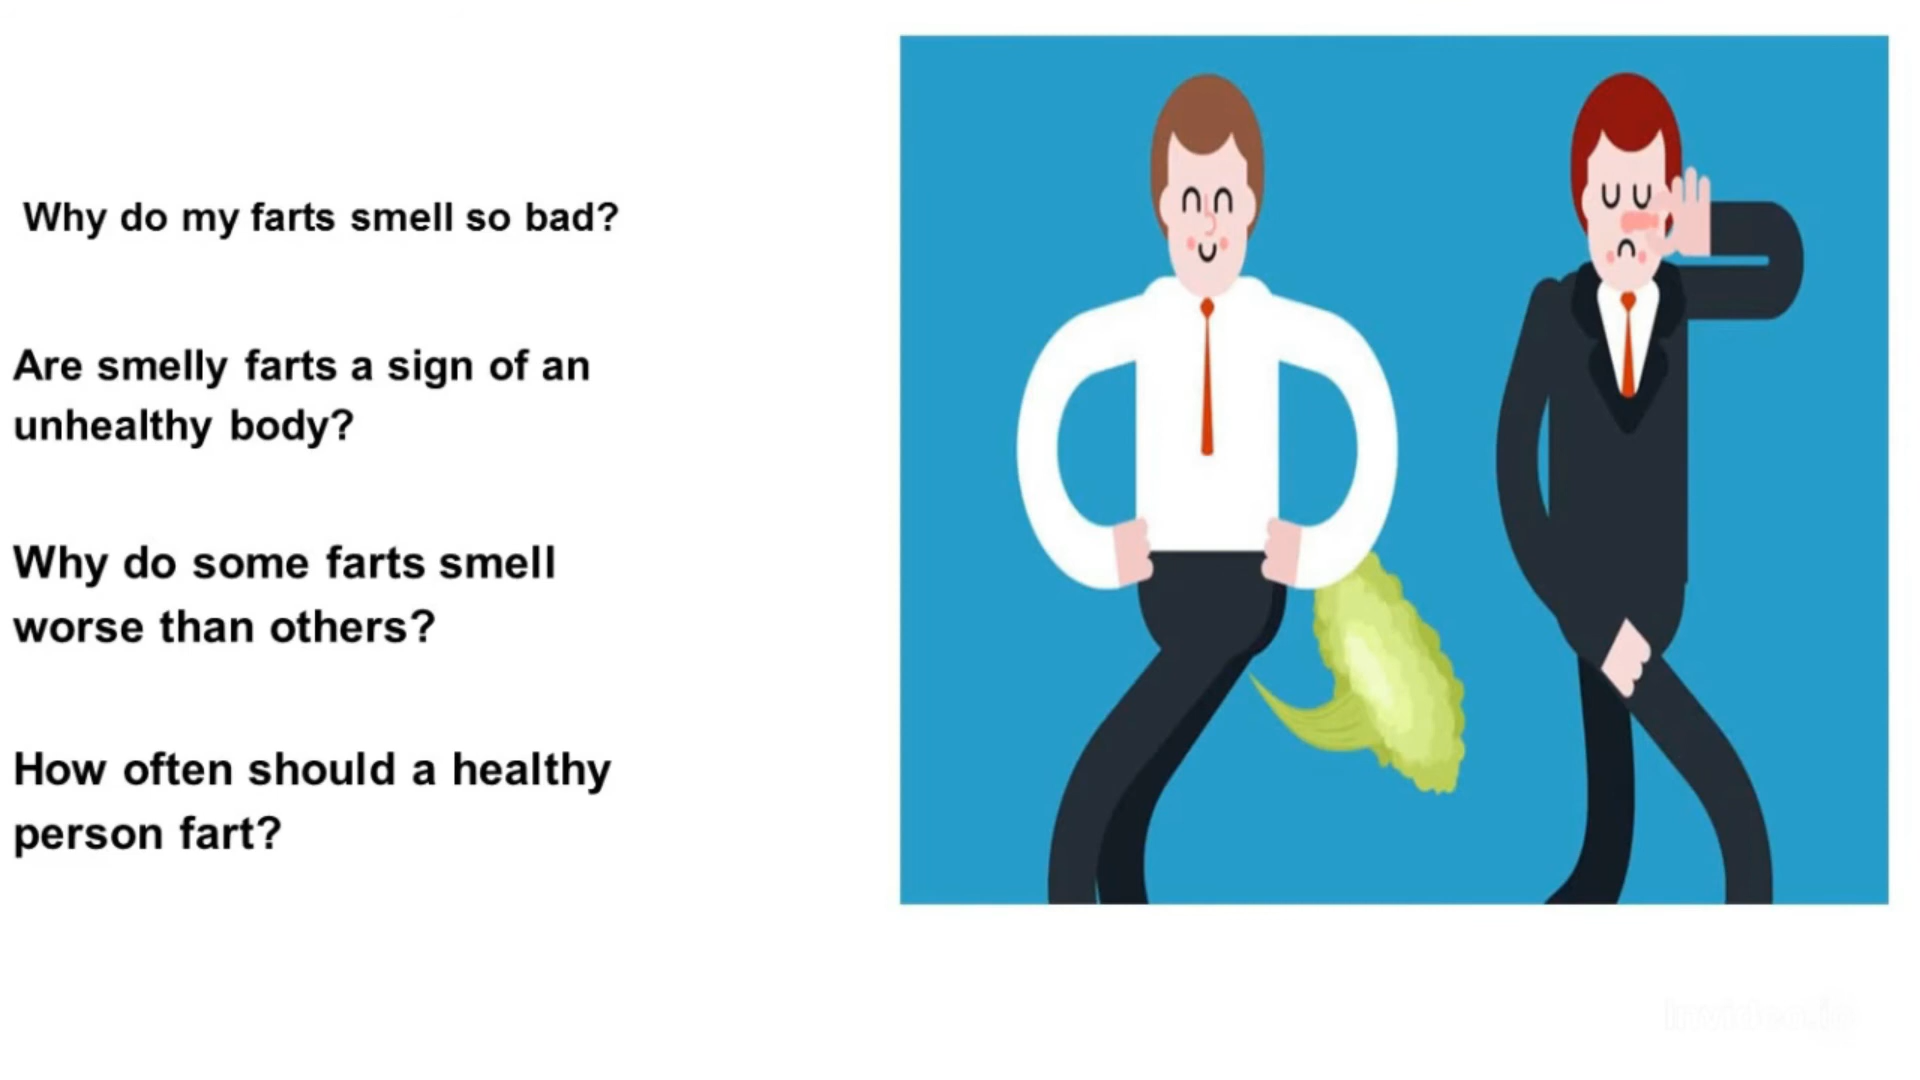 Why do my farts smell so bad?
Are smelly farts a sign of an
unhealthy body?
Why do some farts smell
worse than others?
How often should a healthy
person fart?